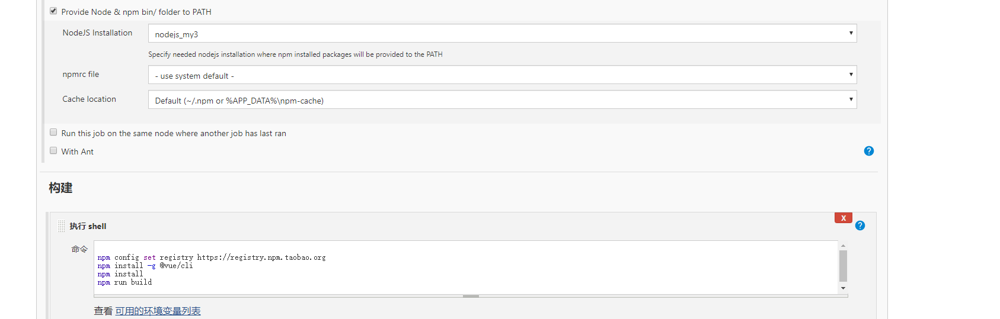 Provide Node & npm bin/ folder to PATH
NodeJS Installation
nodejs_my3
Specify needed nodejs installation where npm installed packages will be provided to the PATH
npmrc file
- use system default -
Cache location
Default (~/.npm or %APP_DATA%\npm-cache)
Run this job on the same node where another job has last ran
With Ant
?
构建
执行 shell
X
?
命令
npm config set registry https://registry.npm.taobao.org
npm install -g @vue/cli
npm install
npm run build
查看 可用的环境变量列表